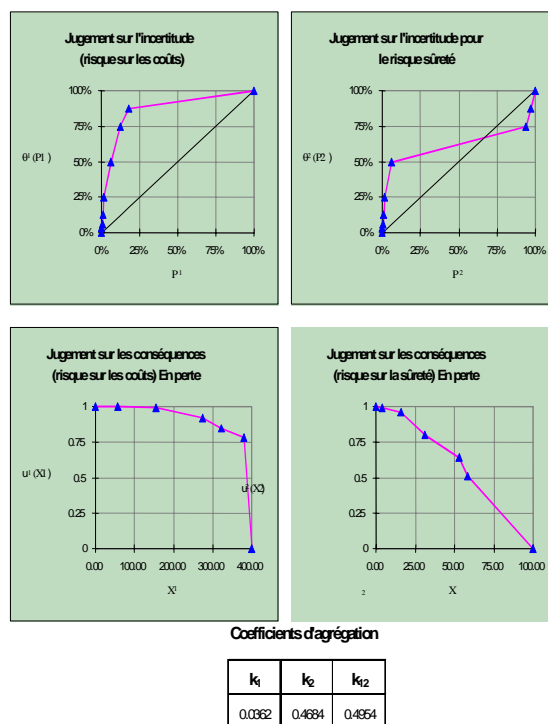 Jugement sur l'incertitude
(risque sur les coûts)
100%
75%
θ¹ (P1)
50%
25%
0%
0% 25% 50% 75% 100%
P¹
Jugement sur l'incertitude pour
le risque sûreté
100%
75%
θ² (P2)
50%
25%
0%
0% 25% 50% 75% 100%
P²
Jugement sur les conséquences
(risque sur les coûts) En perte
1
0.75
u¹ (X1)
0.5
0.25
0
0.00 100.00 200.00 300.00 400.00
X¹
Jugement sur les conséquences
(risque sur la sûreté) En perte
1
0.75
u²(X2)
0.5
0.25
0
0.00 25.00 50.00 75.00 100.00
2 X
Coefficients d'agrégation
k₁ k₂ k₁₂
0.0362 0.4684 0.4954